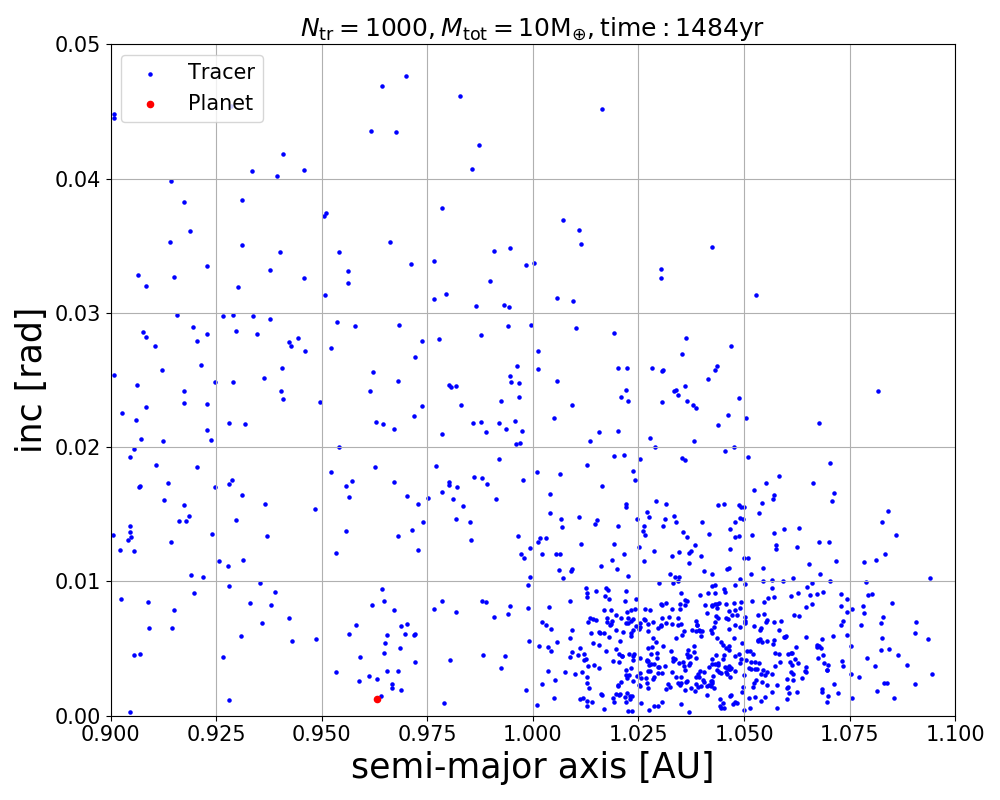 N_tr = 1000, M_tot = 10M_⊕, time : 1484yr
Tracer
Planet
0.05
0.04
0.03
0.02
0.01
0.00
inc [rad]
0.900 0.925 0.950 0.975 1.000 1.025 1.050 1.075 1.100
semi-major axis [AU]